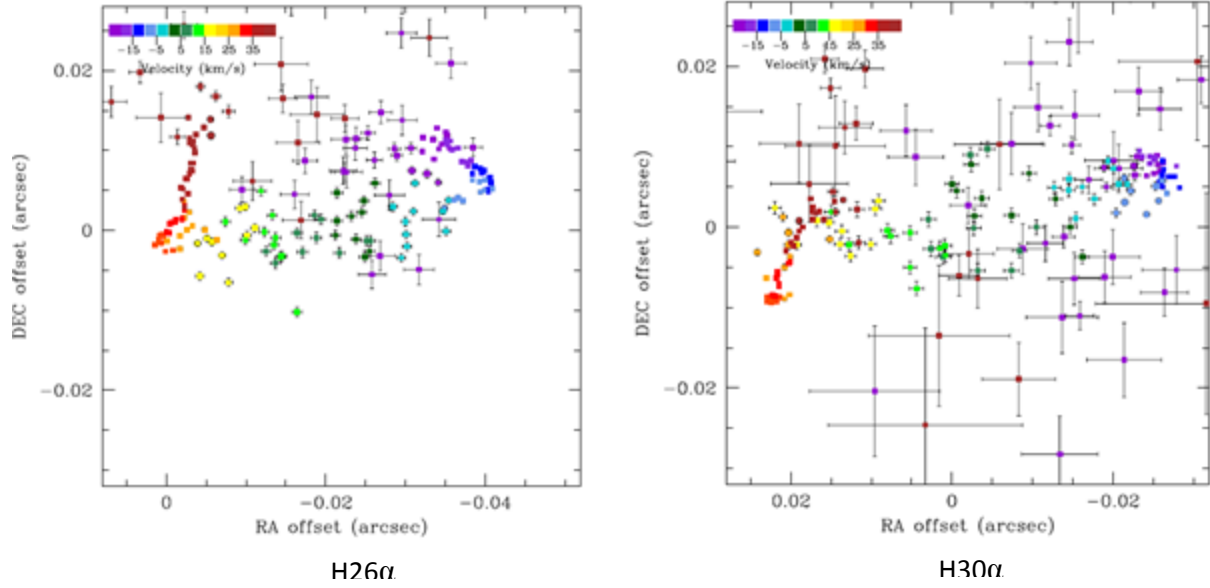 -15 -5 5 15 25 35
Velocity (km/s)
0.02
0
-0.02
DEC offset (arcsec)
0 -0.02 -0.04
RA offset (arcsec)
H26α
-15 -5 5 15 25 35
Velocity (km/s)
0.02
0
-0.02
DEC offset (arcsec)
0.02 0 -0.02
RA offset (arcsec)
H30α